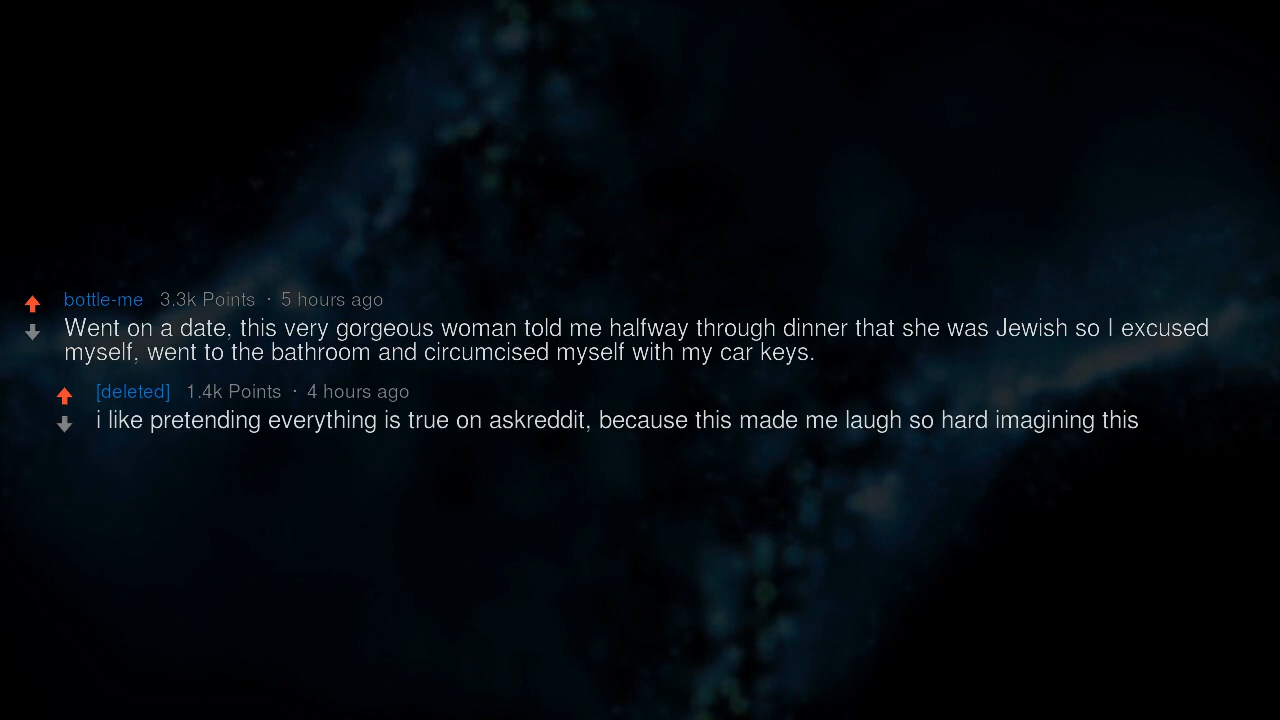 bottle-me 3.3k Points · 5 hours ago
Went on a date, this very gorgeous woman told me halfway through dinner that she was Jewish so I excused
myself, went to the bathroom and circumcised myself with my car keys.
[deleted] 1.4k Points · 4 hours ago
i like pretending everything is true on askreddit, because this made me laugh so hard imagining this